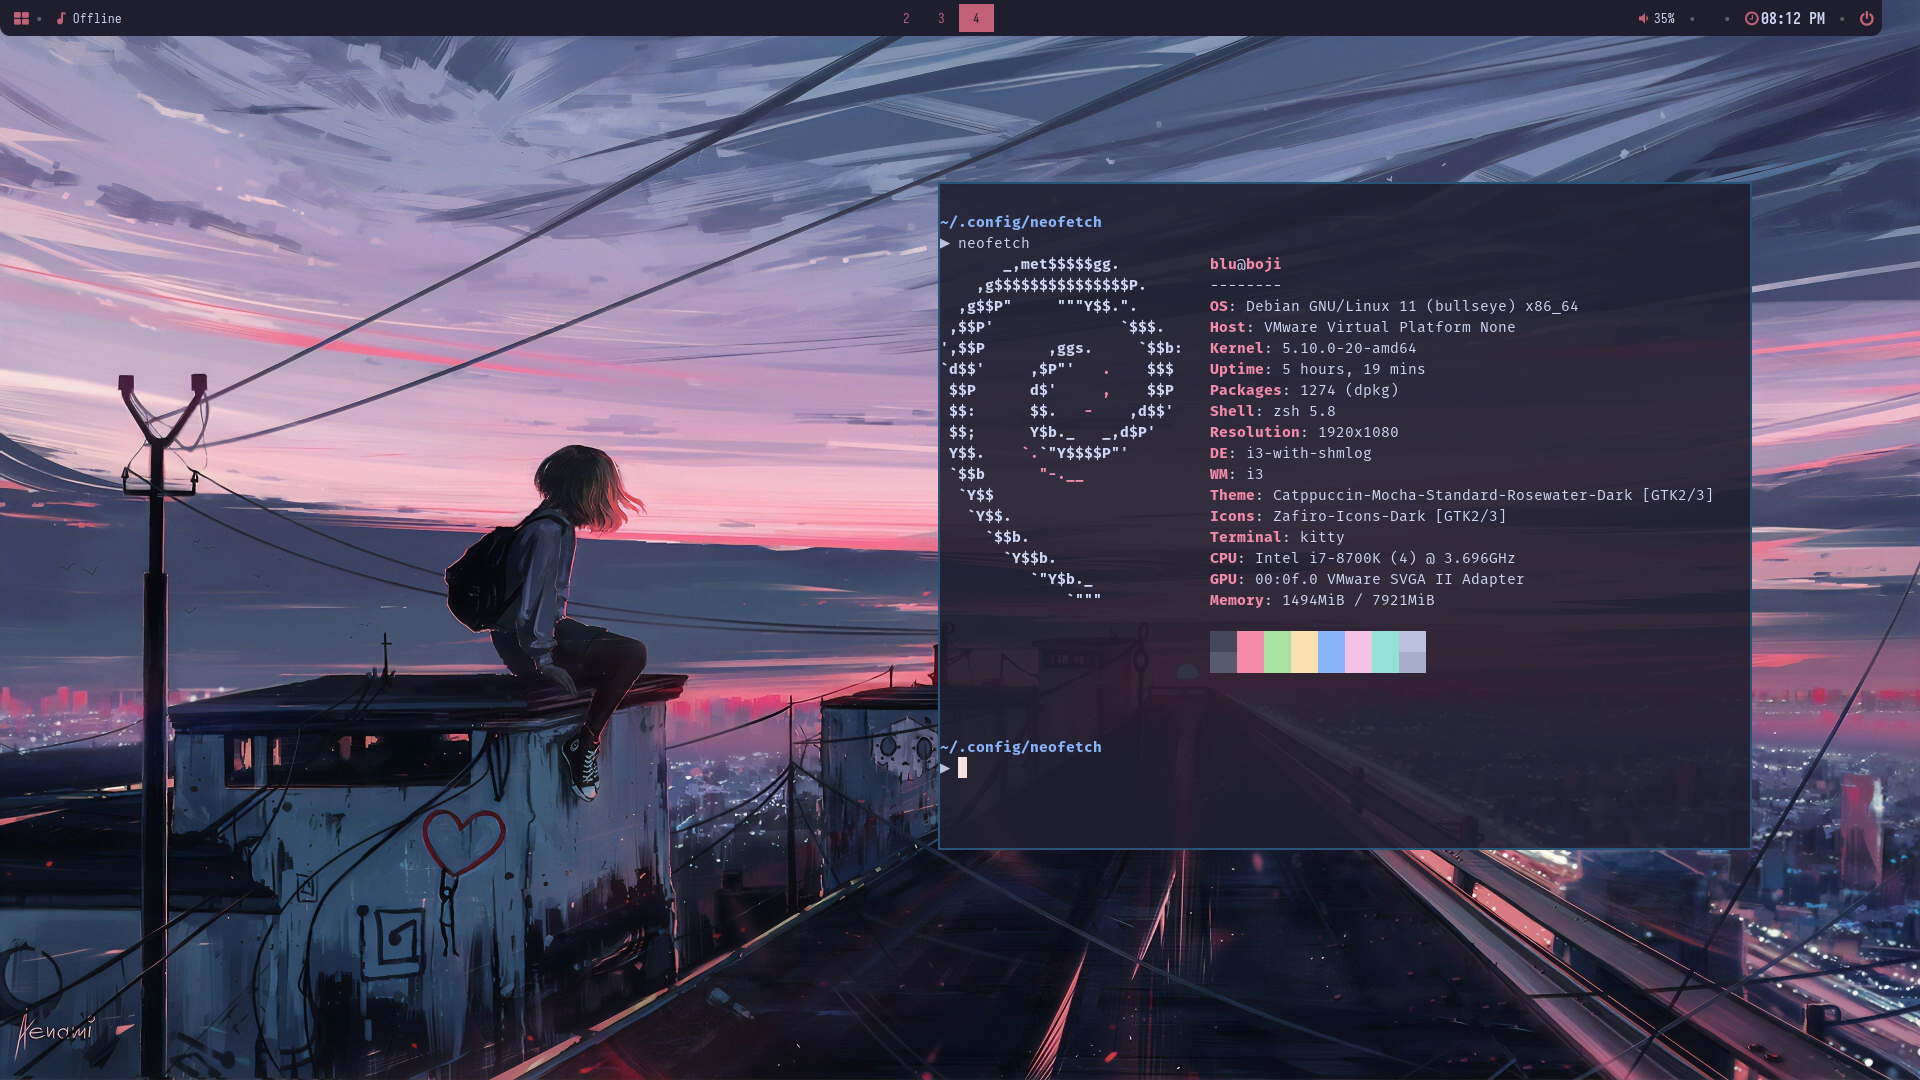 Offline
2 3 4
35%
08:12 PM
~/.config/neofetch
▶ neofetch
_,met$$$$$gg.
,g$$$$$$$$$$$$$$$P.
,g$$P"     """Y$$.".
,$$P'              `$$$.
',$$P       ,ggs.     `$$b:
`d$$'     ,$P"'   .    $$$
$$P      d$'     ,    $$P
$$:      $$.   -    ,d$$'
$$;      Y$b._   _,d$P'
Y$$.    `.`"Y$$$$P"'
`$$b      "-.__
`Y$$
`Y$$.
`$$b.
`Y$$b.
`"Y$b._
`"""
blu@boji
--------
OS: Debian GNU/Linux 11 (bullseye) x86_64
Host: VMware Virtual Platform None
Kernel: 5.10.0-20-amd64
Uptime: 5 hours, 19 mins
Packages: 1274 (dpkg)
Shell: zsh 5.8
Resolution: 1920x1080
DE: i3-with-shmlog
WM: i3
Theme: Catppuccin-Mocha-Standard-Rosewater-Dark [GTK2/3]
Icons: Zafiro-Icons-Dark [GTK2/3]
Terminal: kitty
CPU: Intel i7-8700K (4) @ 3.696GHz
GPU: 00:0f.0 VMware SVGA II Adapter
Memory: 1494MiB / 7921MiB
~/.config/neofetch
▶
Aenami